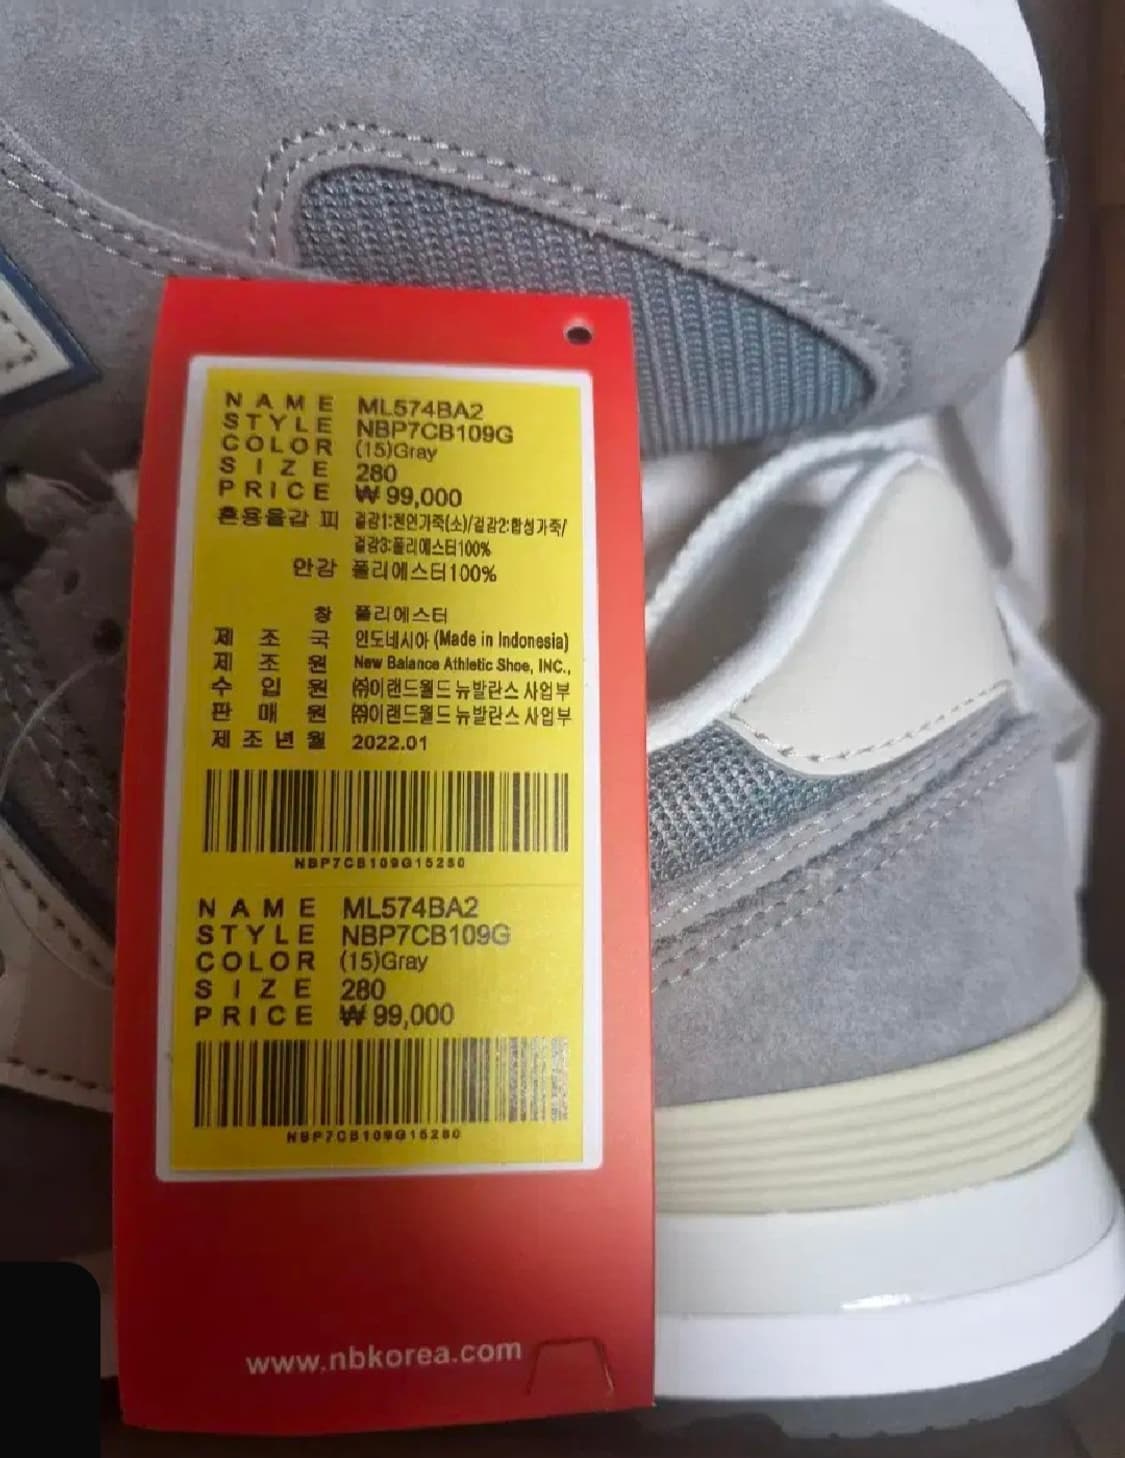 NAME ML574BA2
STYLE NBP7CB109G
COLOR (15)Gray
SIZE 280
PRICE ₩ 99,000
혼용율겉 피 겉감1:천연가죽(소)/겉감2:합성가죽/
겉감3:폴리에스터100%
안감 폴리에스터100%
창 폴리에스터
제 조 국 인도네시아 (Made in Indonesia)
제 조 원 New Balance Athletic Shoe, INC.,
수 입 원 ㈜이랜드월드 뉴발란스 사업부
판 매 원 ㈜이랜드월드 뉴발란스 사업부
제조년월 2022.01
NBP7CB109G15280
NAME ML574BA2
STYLE NBP7CB109G
COLOR (15)Gray
SIZE 280
PRICE ₩ 99,000
NBP7CB109G15280
www.nbkorea.com